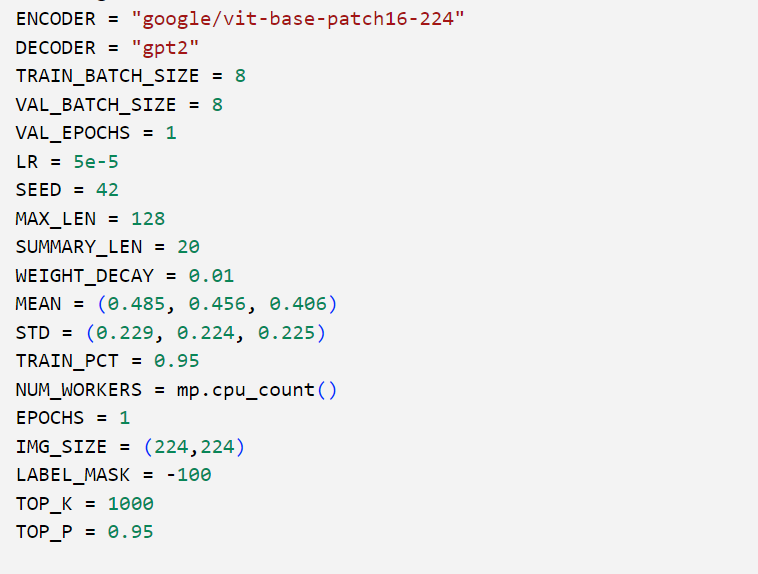 ENCODER = "google/vit-base-patch16-224"
DECODER = "gpt2"
TRAIN_BATCH_SIZE = 8
VAL_BATCH_SIZE = 8
VAL_EPOCHS = 1
LR = 5e-5
SEED = 42
MAX_LEN = 128
SUMMARY_LEN = 20
WEIGHT_DECAY = 0.01
MEAN = (0.485, 0.456, 0.406)
STD = (0.229, 0.224, 0.225)
TRAIN_PCT = 0.95
NUM_WORKERS = mp.cpu_count()
EPOCHS = 1
IMG_SIZE = (224,224)
LABEL_MASK = -100
TOP_K = 1000
TOP_P = 0.95